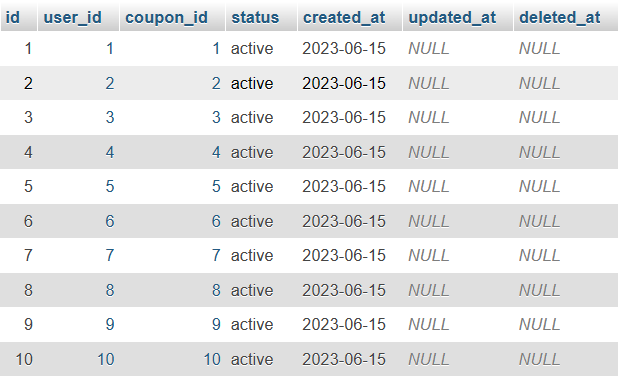 id user_id coupon_id status created_at updated_at deleted_at
1 1 1 active 2023-06-15 NULL NULL
2 2 2 active 2023-06-15 NULL NULL
3 3 3 active 2023-06-15 NULL NULL
4 4 4 active 2023-06-15 NULL NULL
5 5 5 active 2023-06-15 NULL NULL
6 6 6 active 2023-06-15 NULL NULL
7 7 7 active 2023-06-15 NULL NULL
8 8 8 active 2023-06-15 NULL NULL
9 9 9 active 2023-06-15 NULL NULL
10 10 10 active 2023-06-15 NULL NULL